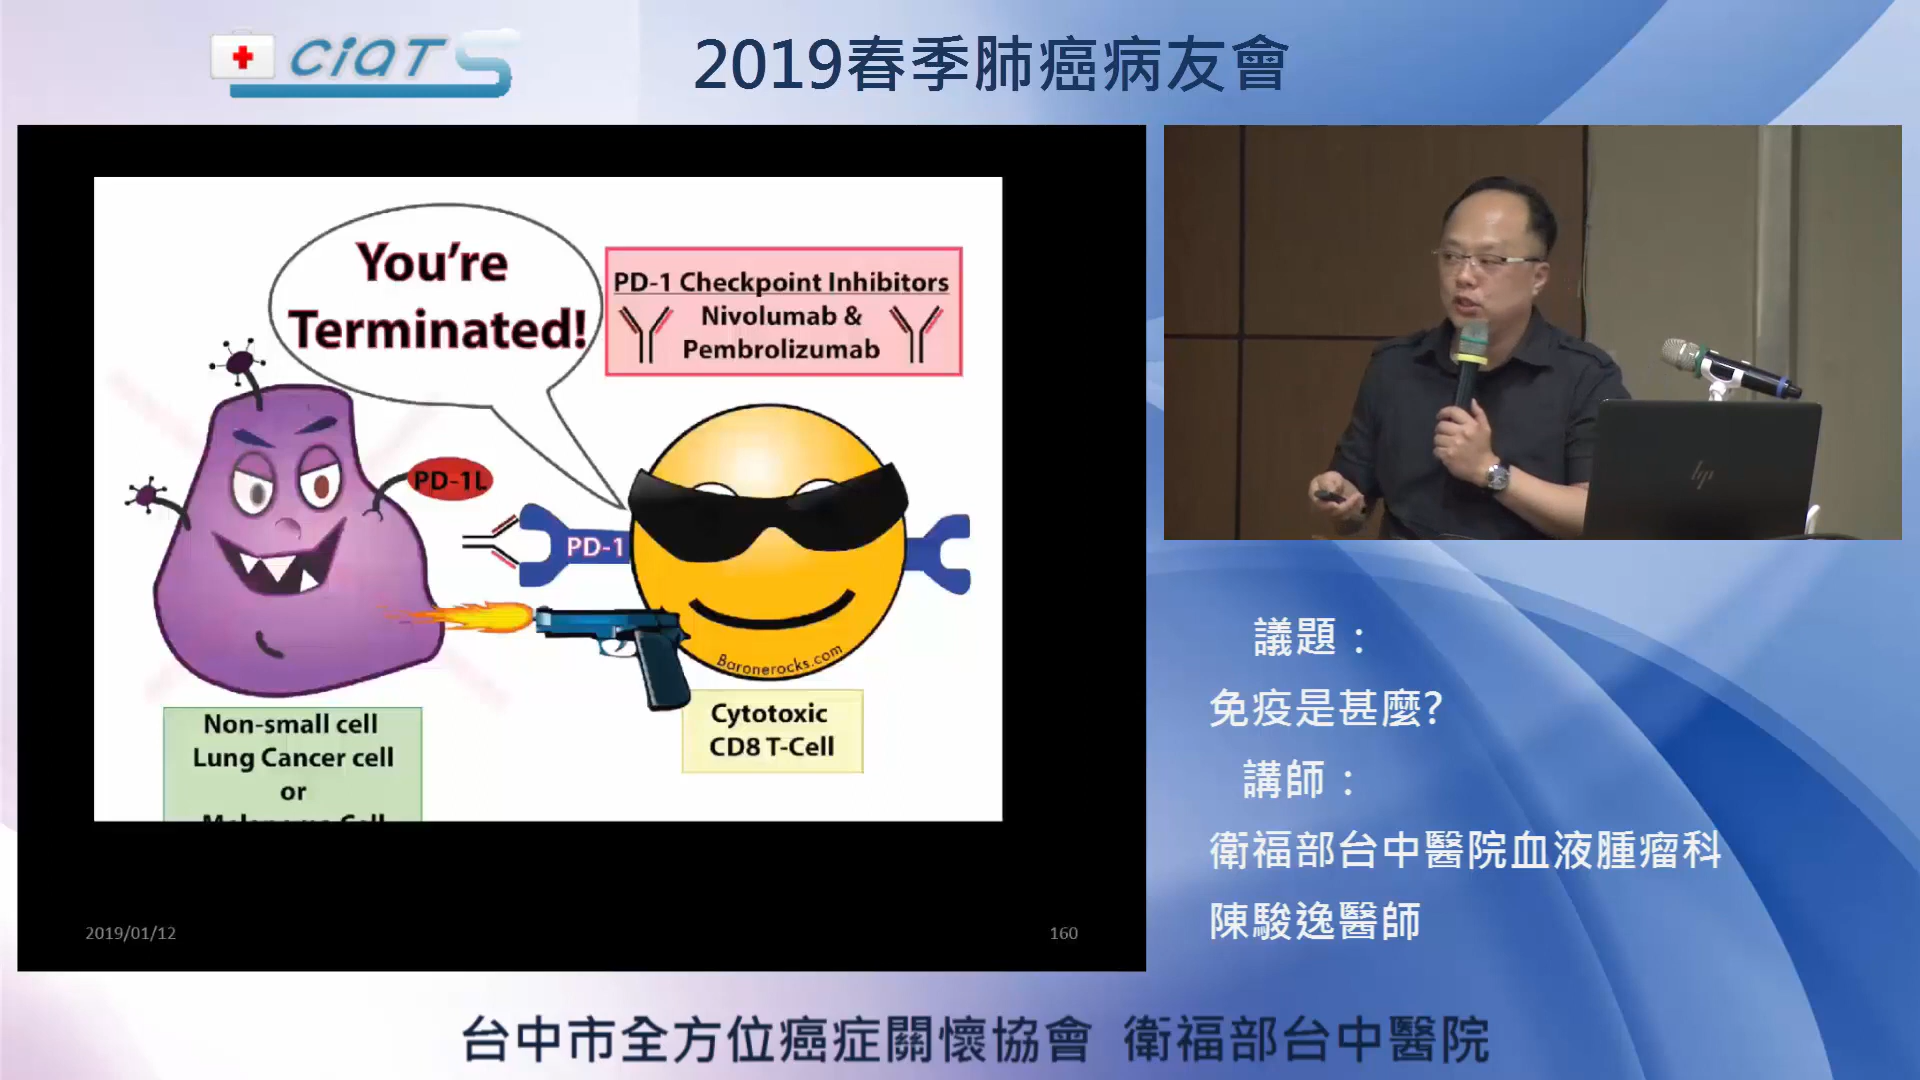 CiATS
2019春季肺癌病友會
You're
Terminated!
PD-1 Checkpoint Inhibitors
Nivolumab &
Pembrolizumab
PD-1L
PD-1
Baronerocks.com
Non-small cell
Lung Cancer cell
or
Cytotoxic
CD8 T-Cell
2019/01/12
160
hp
議題：
免疫是甚麼?
講師：
衛福部台中醫院血液腫瘤科
陳駿逸醫師
台中市全方位癌症關懷協會 衛福部台中醫院